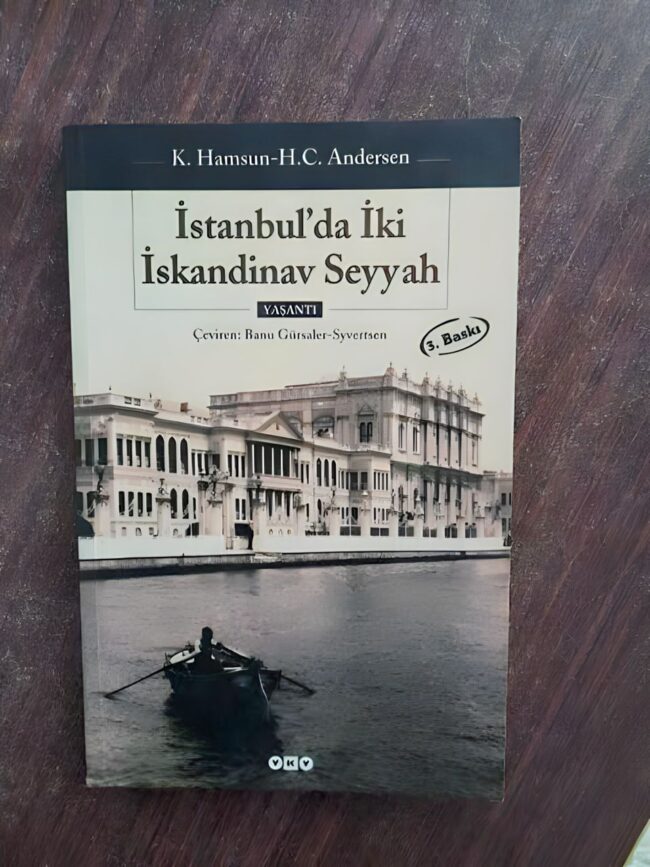 K. Hamsun-H.C. Andersen
İstanbul'da İki
İskandinav Seyyah
YAŞANTI
Çeviren: Banu Gürsaler-Syvertsen
3. Baskı
YKY